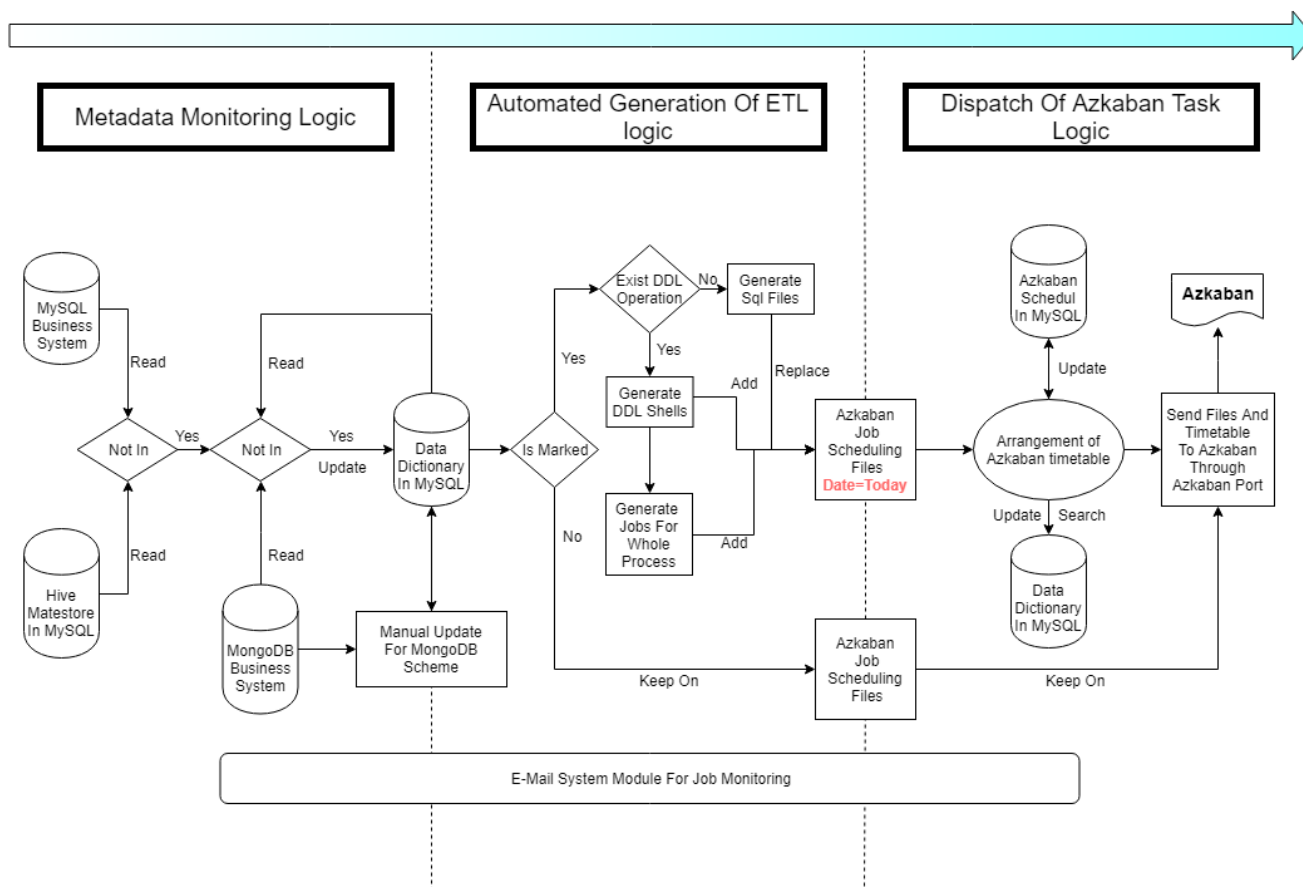 Metadata Monitoring Logic
Automated Generation Of ETL
logic
Dispatch Of Azkaban Task
Logic
MySQL
Business
System
Read
Not In
Yes
Read
Hive
Matestore
In MySQL
Read
Not In
Yes
Update
Read
MongoDB
Business
System
Data
Dictionary
In MySQL
Manual Update
For MongoDB
Scheme
Is Marked
Yes
No
Exist DDL
Operation
No
Generate
Sql Files
Yes
Replace
Generate
DDL Shells
Add
Generate
Jobs For
Whole
Process
Add
Keep On
Azkaban
Job
Scheduling
Files
Date=Today
Azkaban
Job
Scheduling
Files
Keep On
Azkaban
Schedul
In MySQL
Update
Arrangement of
Azkaban timetable
Update
Search
Data
Dictionary
In MySQL
Azkaban
Send Files And
Timetable
To Azkaban
Through
Azkaban Port
E-Mail System Module For Job Monitoring